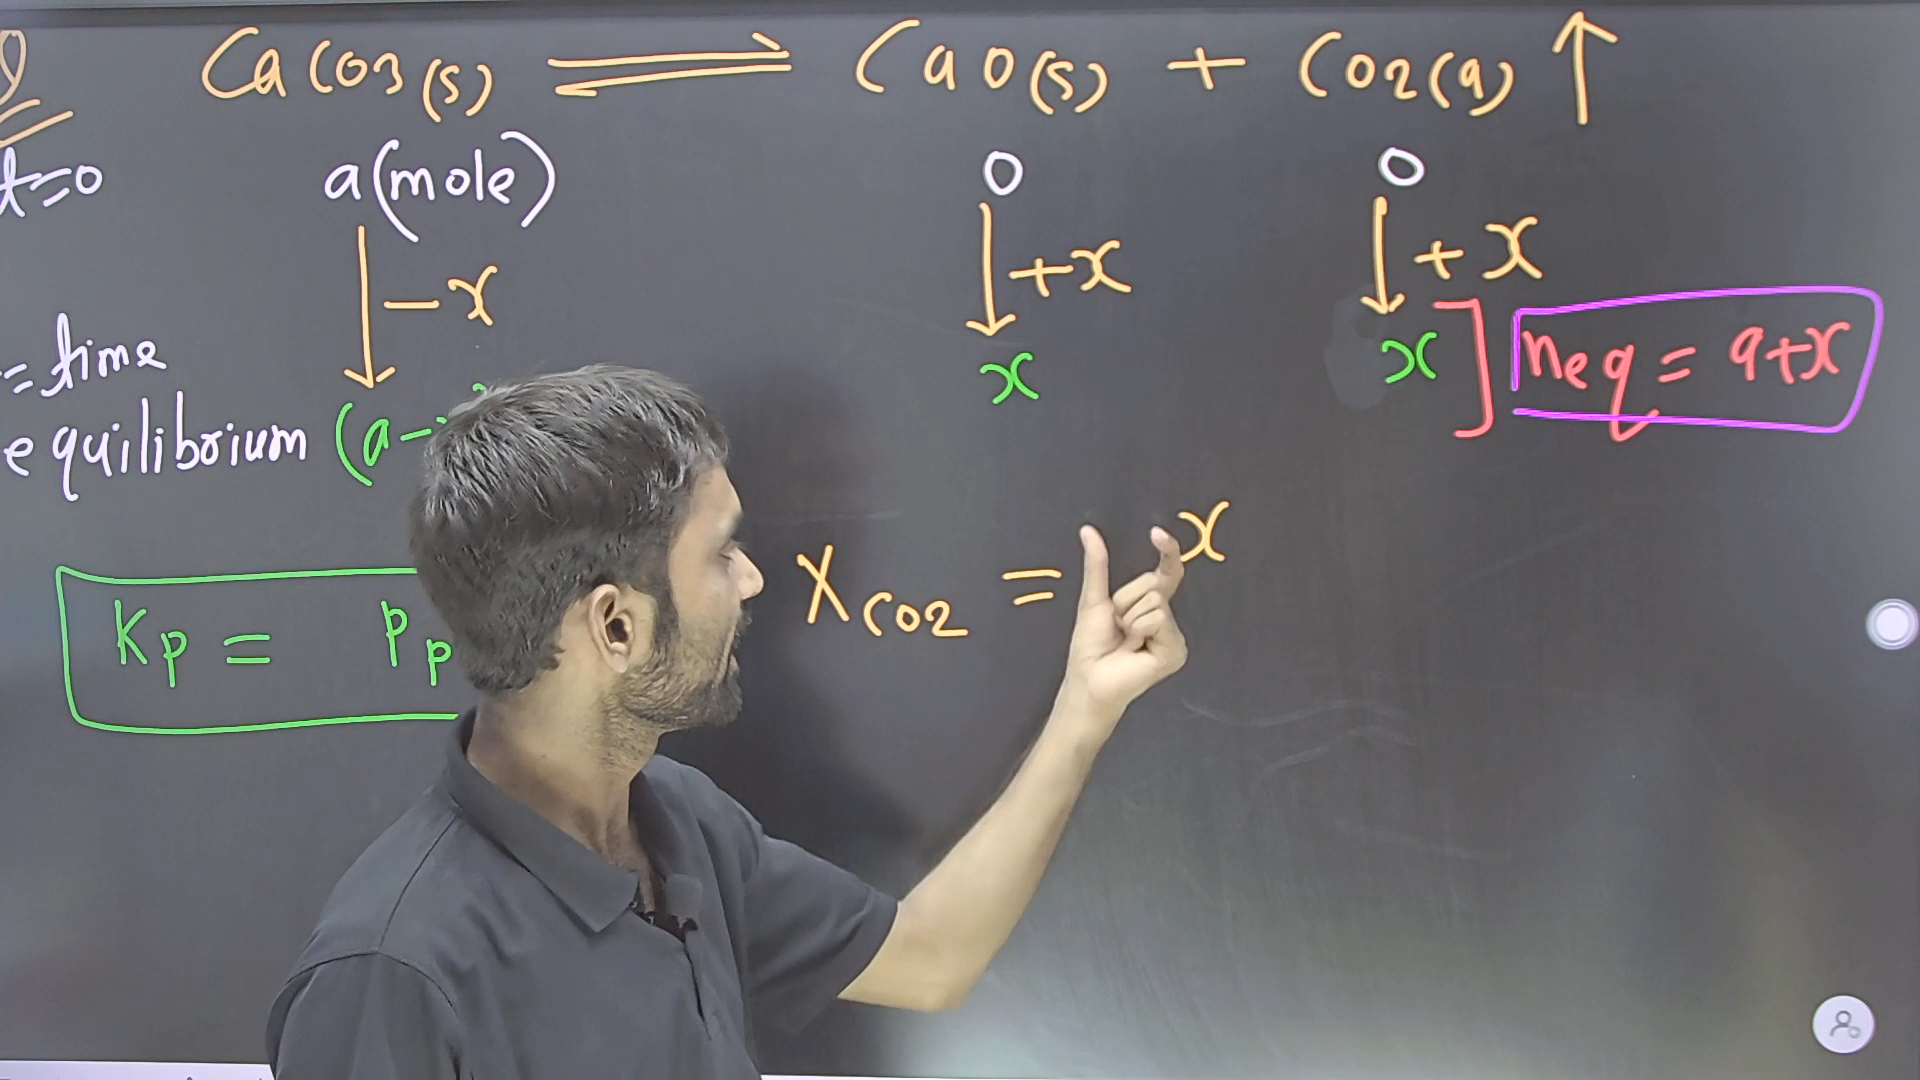 CaCO3(s) ⇌ CaO(s) + CO2(g) ↑
t=0 a(mole) 0 0
-x +x +x
= time
equilibrium (a- x x ] neq = a+x
Kp = Pp
XCO2 = x